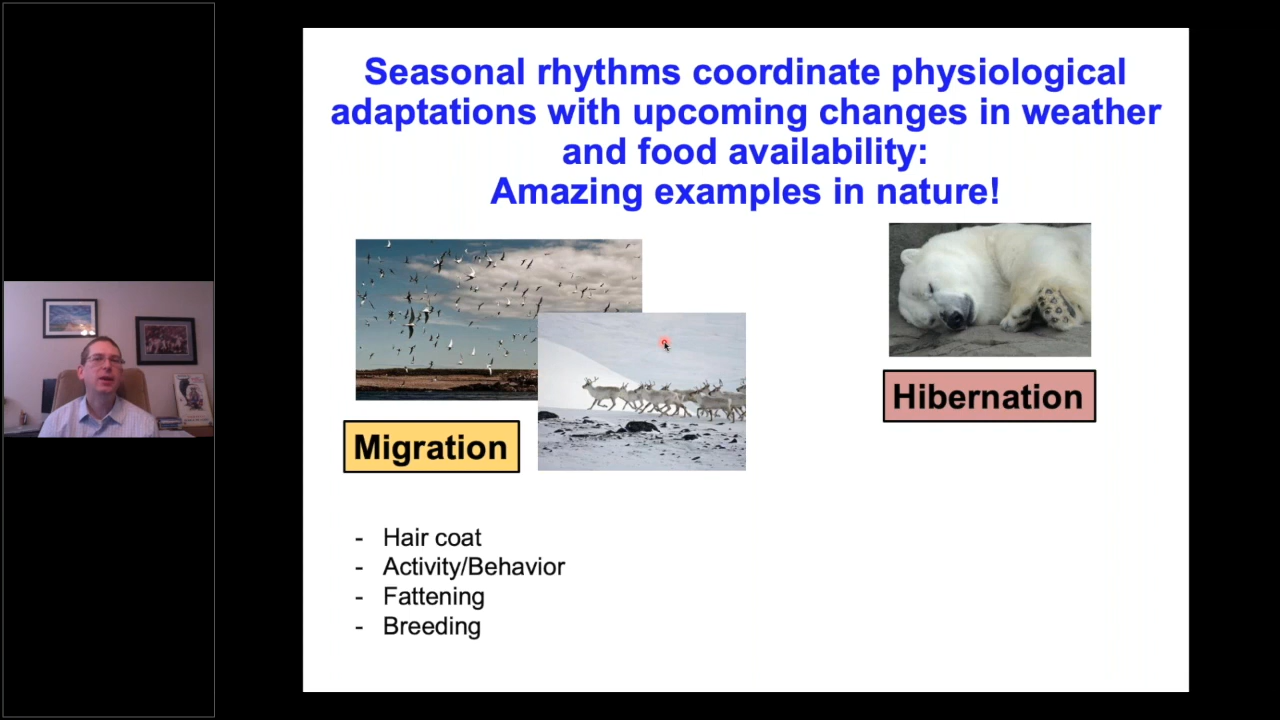 Seasonal rhythms coordinate physiological
adaptations with upcoming changes in weather
and food availability:
Amazing examples in nature!
Hibernation
Migration
- Hair coat
- Activity/Behavior
- Fattening
- Breeding